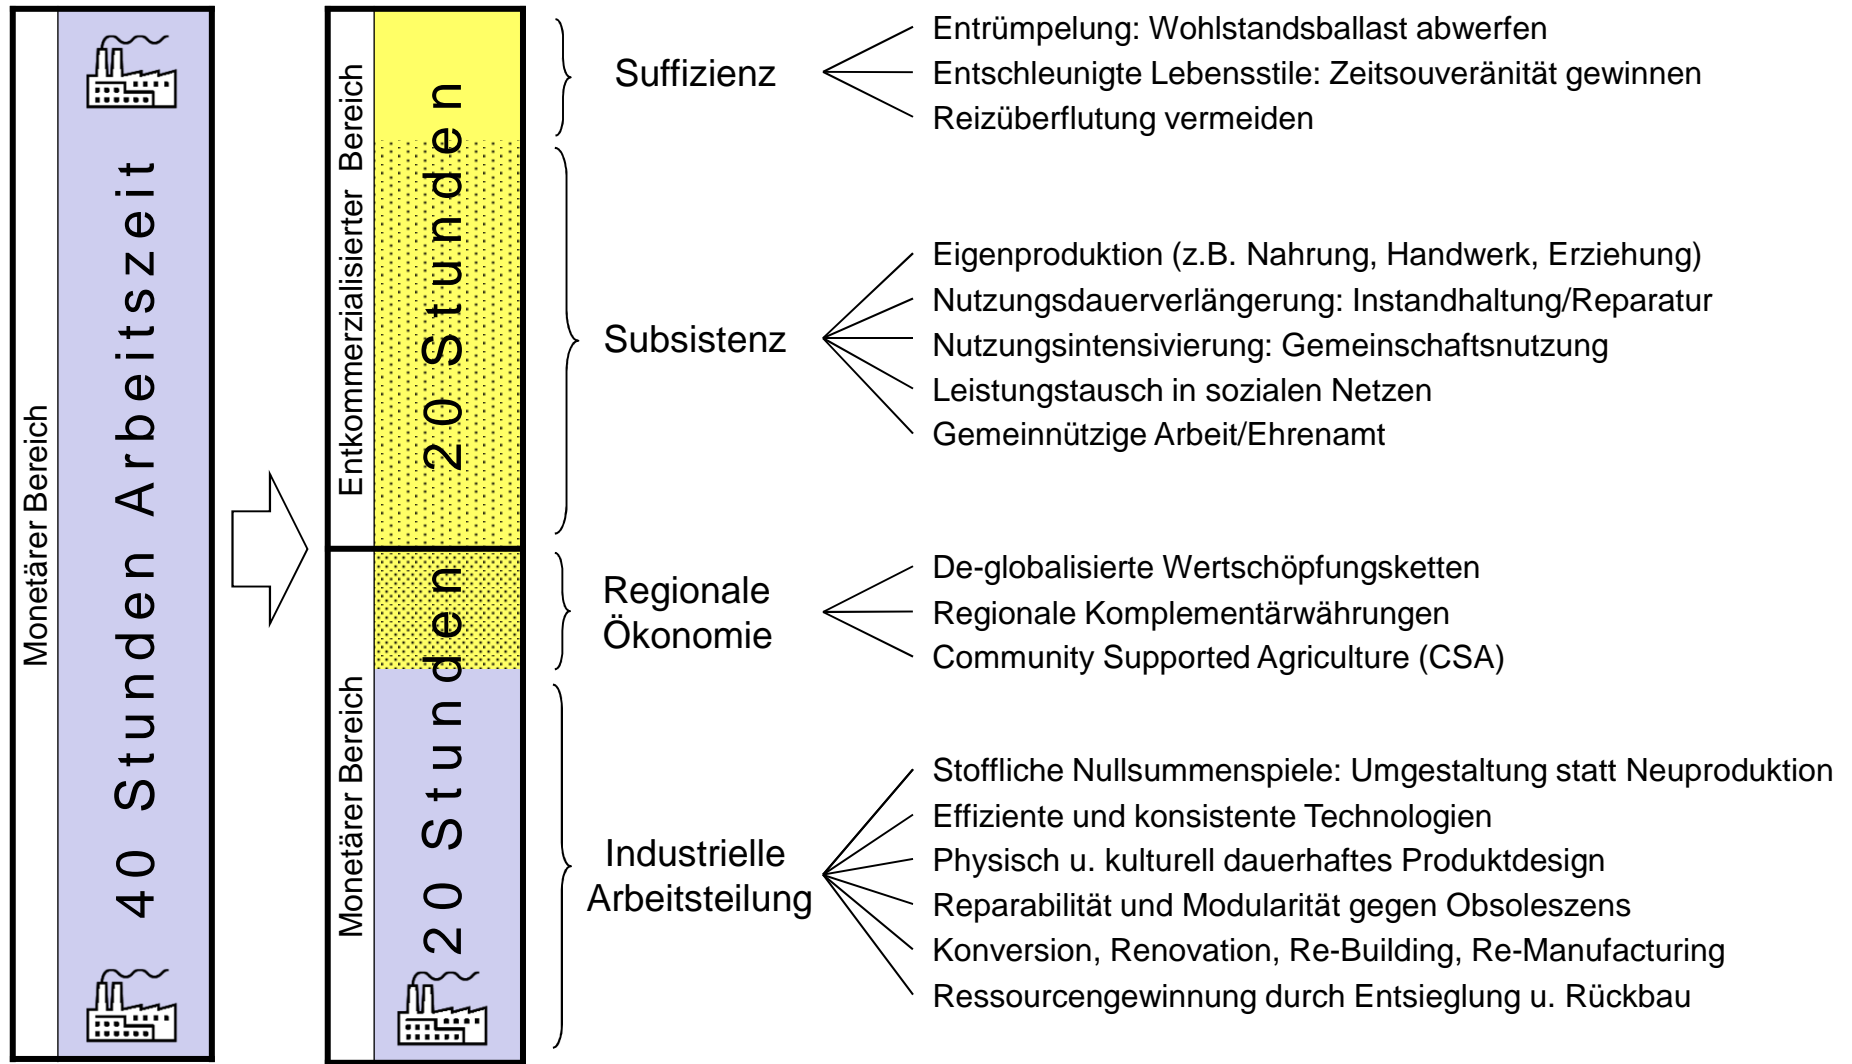 Monetärer Bereich
40 Stunden Arbeitszeit
Entkommerzialisierter Bereich
20 Stunden
Monetärer Bereich
20 Stunden
Suffizienz
Entrümpelung: Wohlstandsballast abwerfen
Entschleunigte Lebensstile: Zeitsouveränität gewinnen
Reizüberflutung vermeiden
Subsistenz
Eigenproduktion (z.B. Nahrung, Handwerk, Erziehung)
Nutzungsdauerverlängerung: Instandhaltung/Reparatur
Nutzungsintensivierung: Gemeinschaftsnutzung
Leistungstausch in sozialen Netzen
Gemeinnützige Arbeit/Ehrenamt
Regionale
Ökonomie
De-globalisierte Wertschöpfungsketten
Regionale Komplementärwährungen
Community Supported Agriculture (CSA)
Industrielle
Arbeitsteilung
Stoffliche Nullsummenspiele: Umgestaltung statt Neuproduktion
Effiziente und konsistente Technologien
Physisch u. kulturell dauerhaftes Produktdesign
Reparabilität und Modularität gegen Obsoleszens
Konversion, Renovation, Re-Building, Re-Manufacturing
Ressourcengewinnung durch Entsieglung u. Rückbau